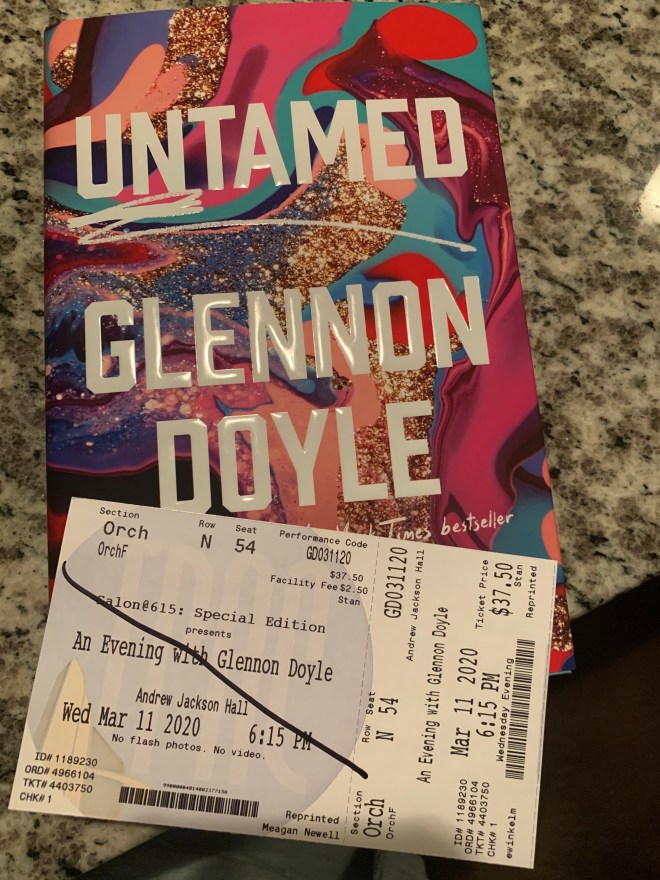 UNTAMED
GLENNON
DOYLE
Times bestseller
Section
Orch
OrchF
Row
N
Seat
54
Performance Code
GD031120
$37.50
Facility Fee $2.50
Stan
Salon@615: Special Edition
presents
An Evening with Glennon Doyle
Andrew Jackson Hall
Wed Mar 11 2020 6:15 PM
No flash photos. No video.
ID# 1189230
ORD# 4966104
TKT# 4403750
CHK# 1
Reprinted
Meagan Newell
Section
Orch
OrchF
Row Seat
N 54
GD031120
Andrew Jackson Hall
An Evening with Glennon Doyle
Mar 11 2020
6:15 PM
Wednesday Evening
Ticket Price
$37.50
Stan
Reprinted
ID# 1189230
ORD# 4966104
TKT# 4403750
CHK# 1
ewinkelm